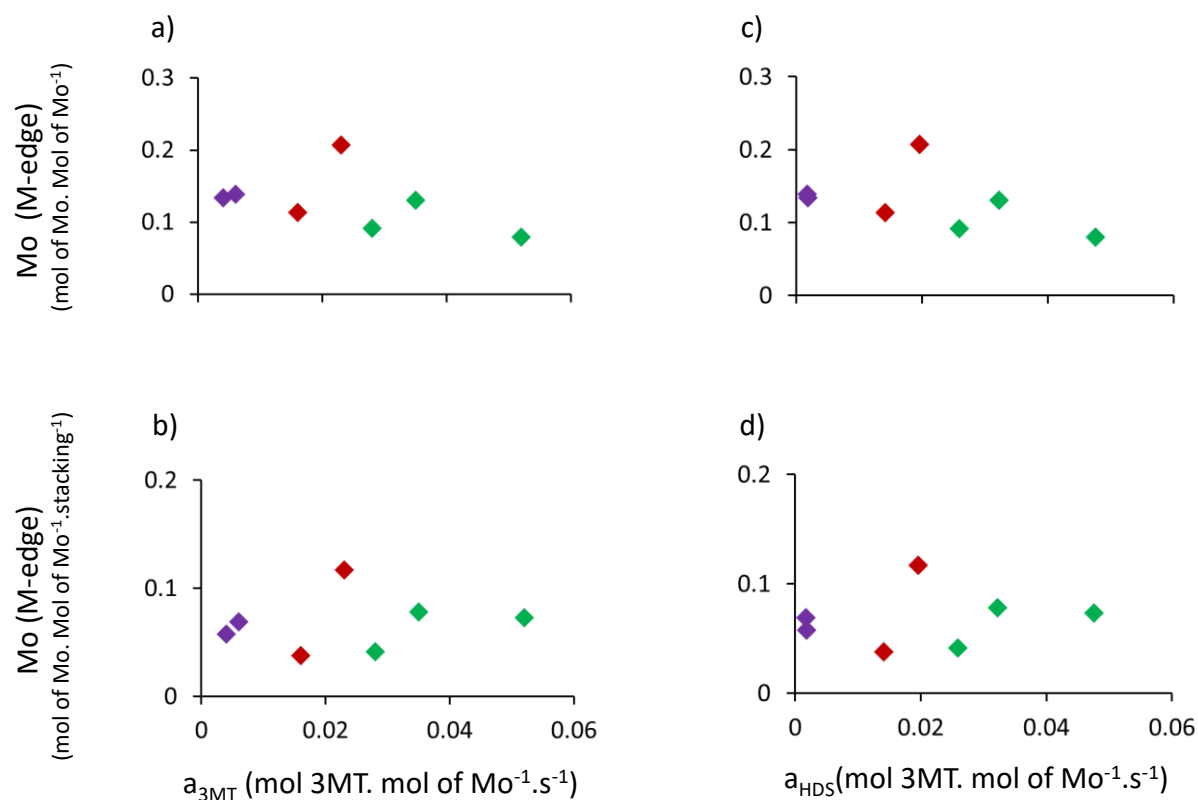 a)
0.3
0.2
0.1
0
Mo (M-edge)
(mol of Mo. Mol of Mo⁻¹)
c)
0.3
0.2
0.1
0
b)
0.2
0.1
0
0 0.02 0.04 0.06
Mo (M-edge)
(mol of Mo. Mol of Mo⁻¹.stacking⁻¹)
a₃MT (mol 3MT. mol of Mo⁻¹.s⁻¹)
d)
0.2
0.1
0
0 0.02 0.04 0.06
aHDS(mol 3MT. mol of Mo⁻¹.s⁻¹)